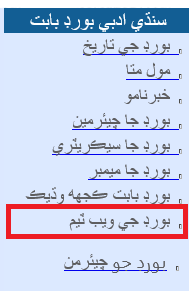 سنڌي ادبي بورڊ بابت
بورڊ جي تاريخ
مول متا
خبرنامو
بورڊ جا چيئرمين
بورڊ جا سيڪريٽري
بورڊ جا ميمبر
بورڊ بابت ڪجهه وڌيڪ
بورڊ جي ويب ٽيم
بورڊ جو چيئرمن